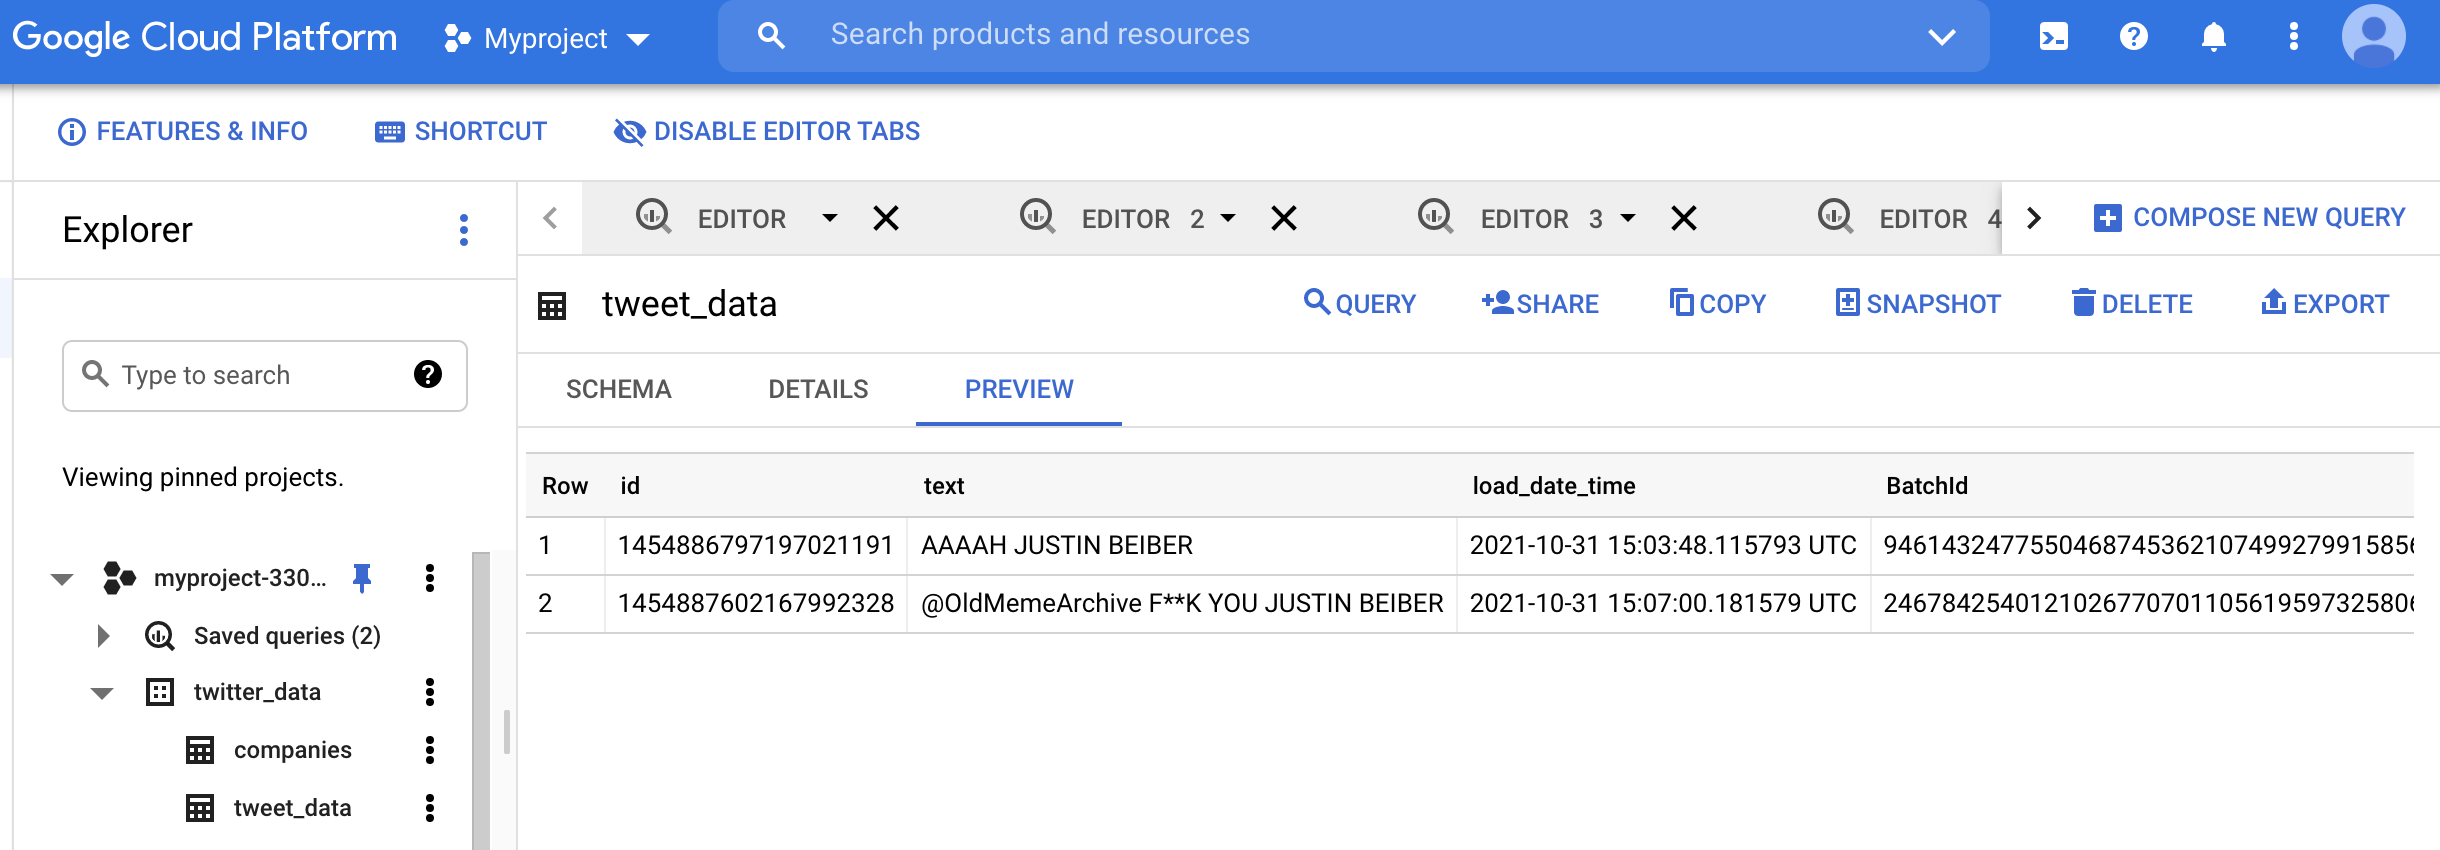 Google Cloud Platform Myproject Search products and resources
FEATURES & INFO SHORTCUT DISABLE EDITOR TABS
Explorer
EDITOR EDITOR 2 EDITOR 3 EDITOR 4 COMPOSE NEW QUERY
tweet_data QUERY SHARE COPY SNAPSHOT DELETE EXPORT
Type to search
SCHEMA DETAILS PREVIEW
Viewing pinned projects.
Row id text load_date_time BatchId
1 1454886797197021191 AAAAH JUSTIN BEIBER 2021-10-31 15:03:48.115793 UTC 9461432477550468745362107499279915856
2 1454887602167992328 @OldMemeArchive F**K YOU JUSTIN BEIBER 2021-10-31 15:07:00.181579 UTC 2467842540121026770701105619597325806
myproject-330...
Saved queries (2)
twitter_data
companies
tweet_data